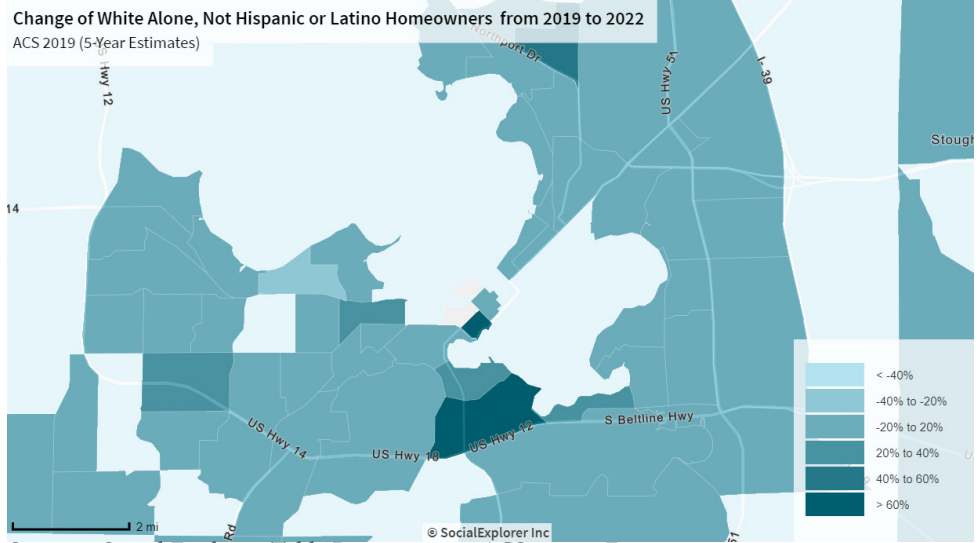 Change of White Alone, Not Hispanic or Latino Homeowners from 2019 to 2022
ACS 2019 (5-Year Estimates)
Northport Dr
US Hwy 12
US Hwy 51
I- 39
Stough
14
< -40%
-40% to -20%
-20% to 20%
20% to 40%
40% to 60%
> 60%
S Beltline Hwy
US Hwy 12
US Hwy 14
US Hwy 18
Rd
51
2 mi
© SocialExplorer Inc